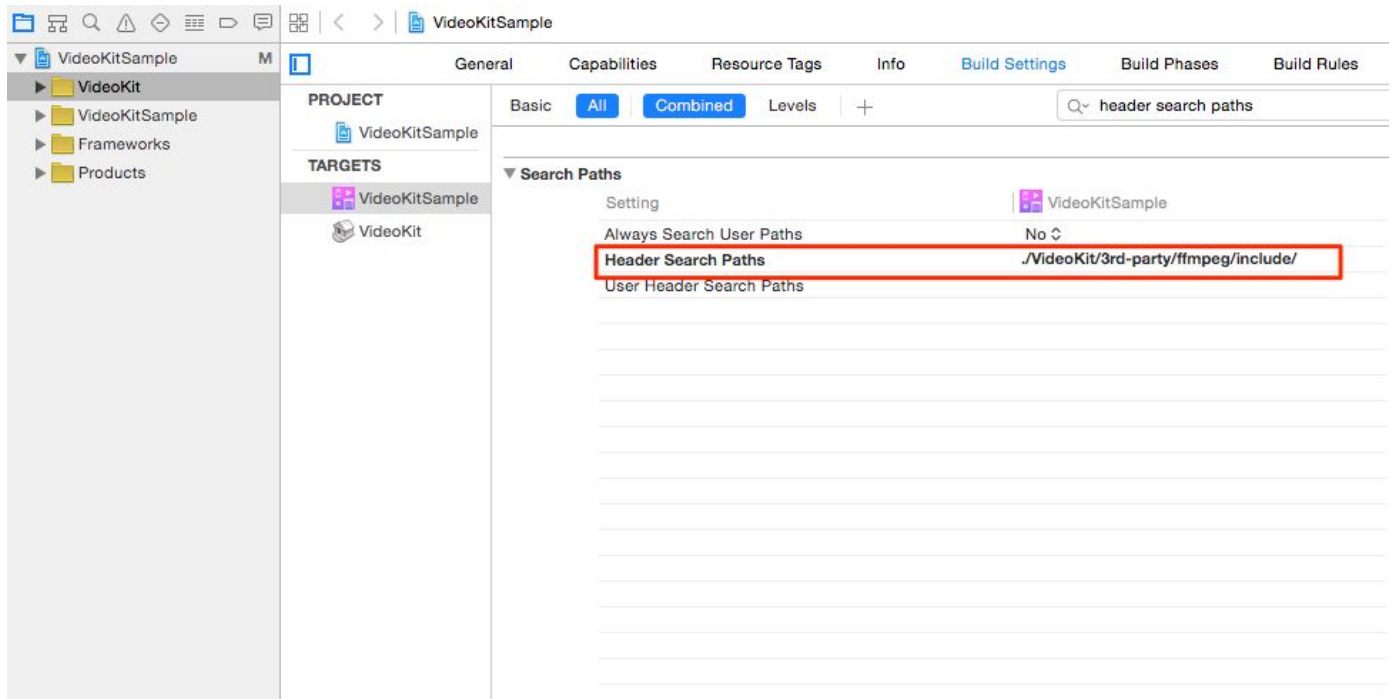 VideoKitSample
VideoKitSample M
VideoKit
VideoKitSample
Frameworks
Products
General Capabilities Resource Tags Info Build Settings Build Phases Build Rules
PROJECT
VideoKitSample
TARGETS
VideoKitSample
VideoKit
Basic All Combined Levels + header search paths
Search Paths
Setting VideoKitSample
Always Search User Paths No
Header Search Paths ./VideoKit/3rd-party/ffmpeg/include/
User Header Search Paths